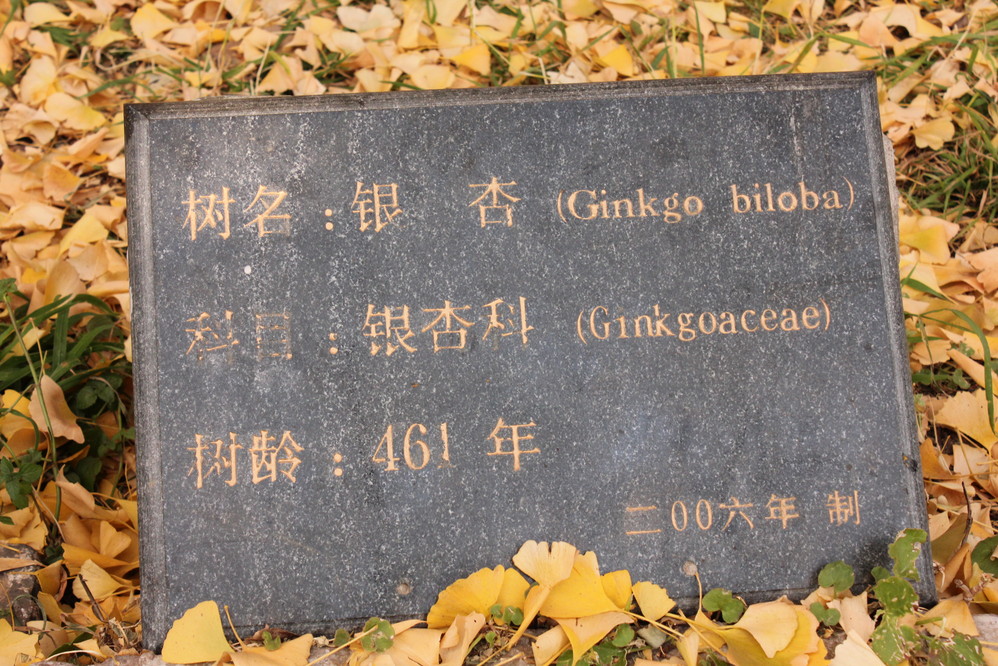 树名：银 杏 (Ginkgo biloba)
科目：银杏科 (Ginkgoaceae)
树龄：461 年
二00六年 制